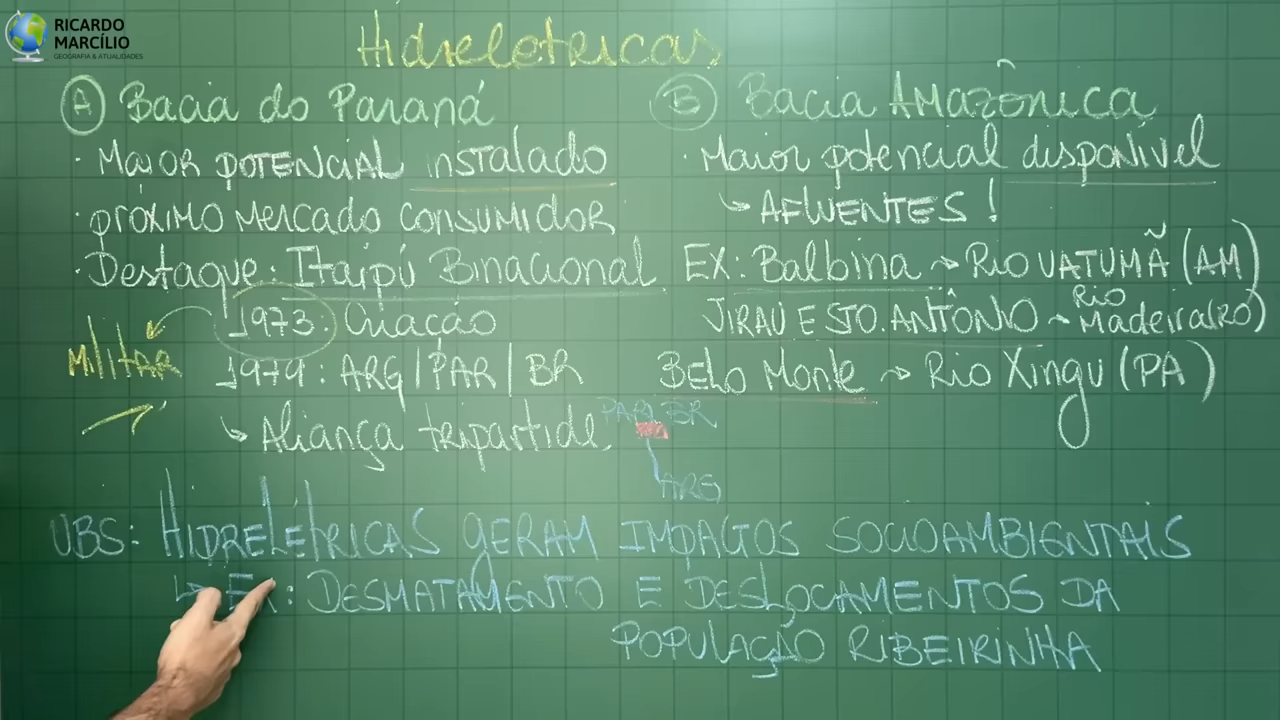 RICARDO
MARCÍLIO
GEOGRAFIA & ATUALIDADES
Hidrelétricas
A Bacia do Paraná
· Maior potencial instalado
· próximo Mercado Consumidor
· Destaque: Itaipú Binacional
1973: Criação
Militar
1979: ARG/PAR/BR
↳ Aliança tripartide
PAR BR
ARG
B Bacia Amazônica
· Maior potencial disponível
↳ AFLUENTES!
EX: Balbina → Rio UATUMÃ (AM)
JIRAU E STO. ANTÔNIO → Rio Madeira (RO)
Belo Monte → Rio Xingu (PA)
OBS: HIDRELÉTRICAS GERAM IMPACTOS SOCIOAMBIENTAIS
↳ EX: DESMATAMENTO E DESLOCAMENTOS DA
POPULAÇÃO RIBEIRINHA